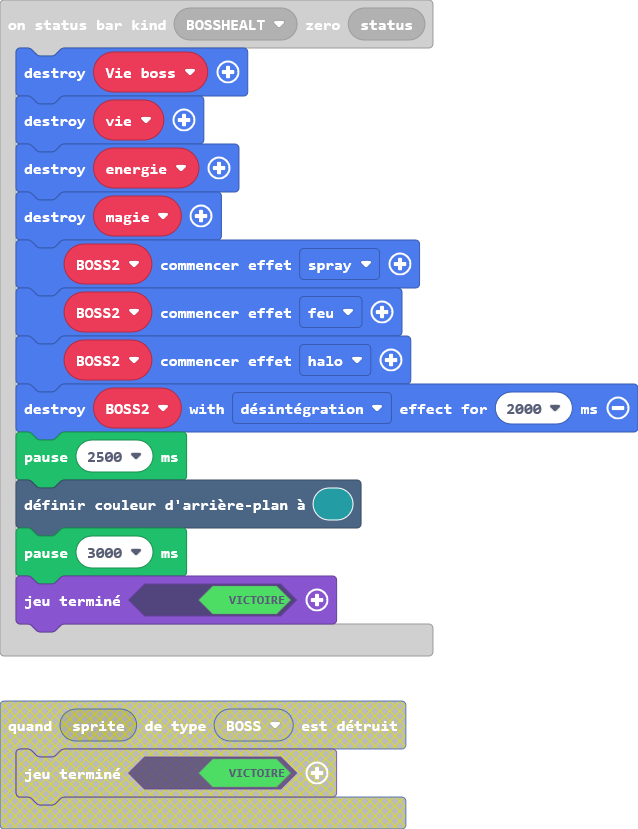 on status bar kind BOSSHEALT zero status
destroy Vie boss
destroy vie
destroy energie
destroy magie
BOSS2 commencer effet spray
BOSS2 commencer effet feu
BOSS2 commencer effet halo
destroy BOSS2 with désintégration effect for 2000 ms
pause 2500 ms
définir couleur d'arrière-plan à
pause 3000 ms
jeu terminé VICTOIRE
quand sprite de type BOSS est détruit
jeu terminé VICTOIRE